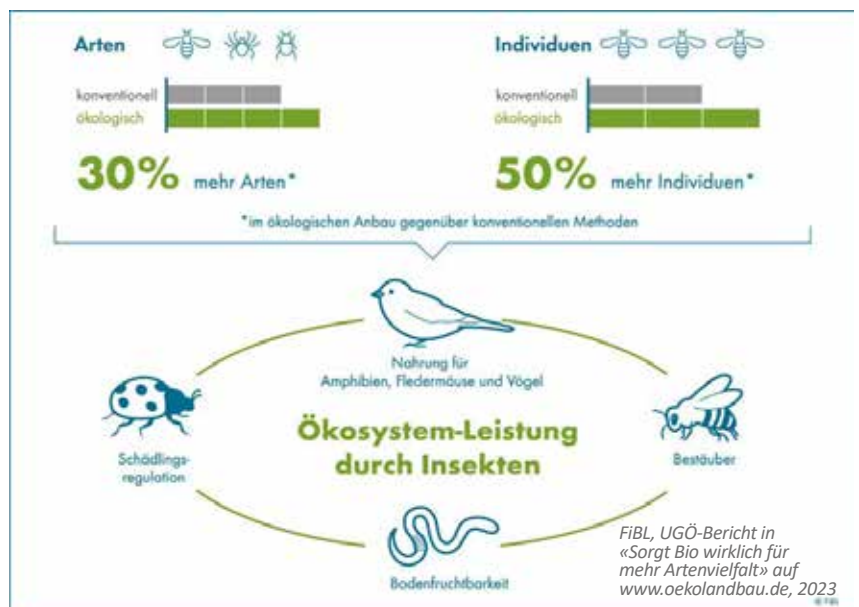 Arten
konventionell
ökologisch
30% mehr Arten*
Individuen
konventionell
ökologisch
50% mehr Individuen*
*im ökologischen Anbau gegenüber konventionellen Methoden
Nahrung für
Amphibien, Fledermäuse und Vögel
Schädlings-
regulation
Ökosystem-Leistung
durch Insekten
Bestäuber
Bodenfruchtbarkeit
FiBL, UGÖ-Bericht in
«Sorgt Bio wirklich für
mehr Artenvielfalt» auf
www.oekolandbau.de, 2023
© FiBL